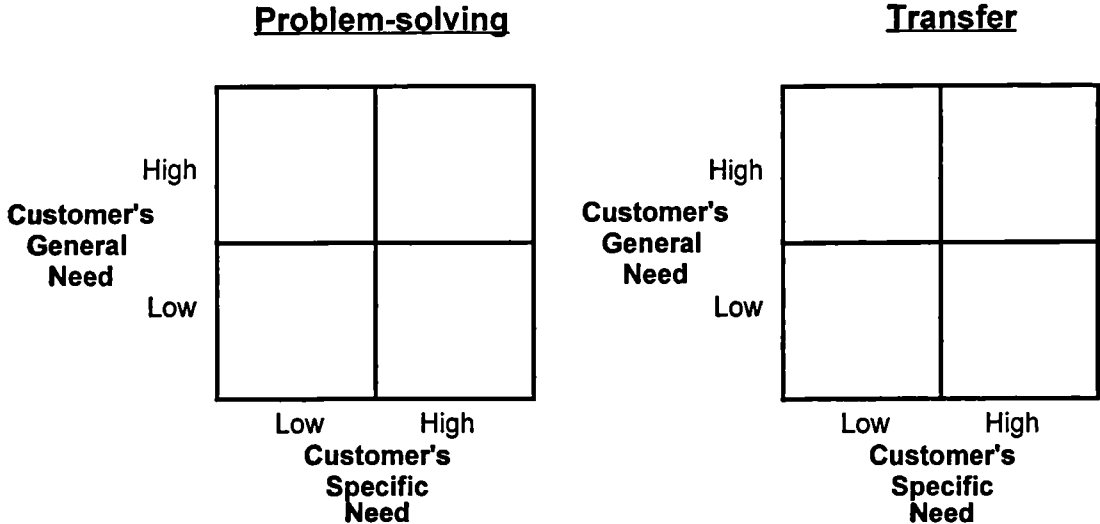 Problem-solving
High
Customer's
General
Need
Low
Low High
Customer's
Specific
Need
Transfer
High
Customer's
General
Need
Low
Low High
Customer's
Specific
Need